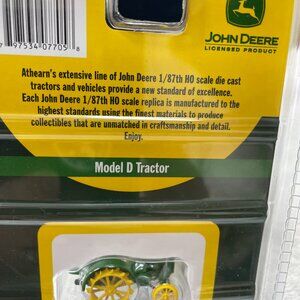 7 97534 07705 8
JOHN DEERE
LICENSED PRODUCT
Athearn's extensive line of John Deere 1/87th HO scale die cast
tractors and vehicles provide a new standard of excellence.
Each John Deere 1/87th HO scale replica is manufactured to the
highest standards using the finest materials to produce
collectibles that are unmatched in craftsmanship and detail.
Enjoy.
Model D Tractor